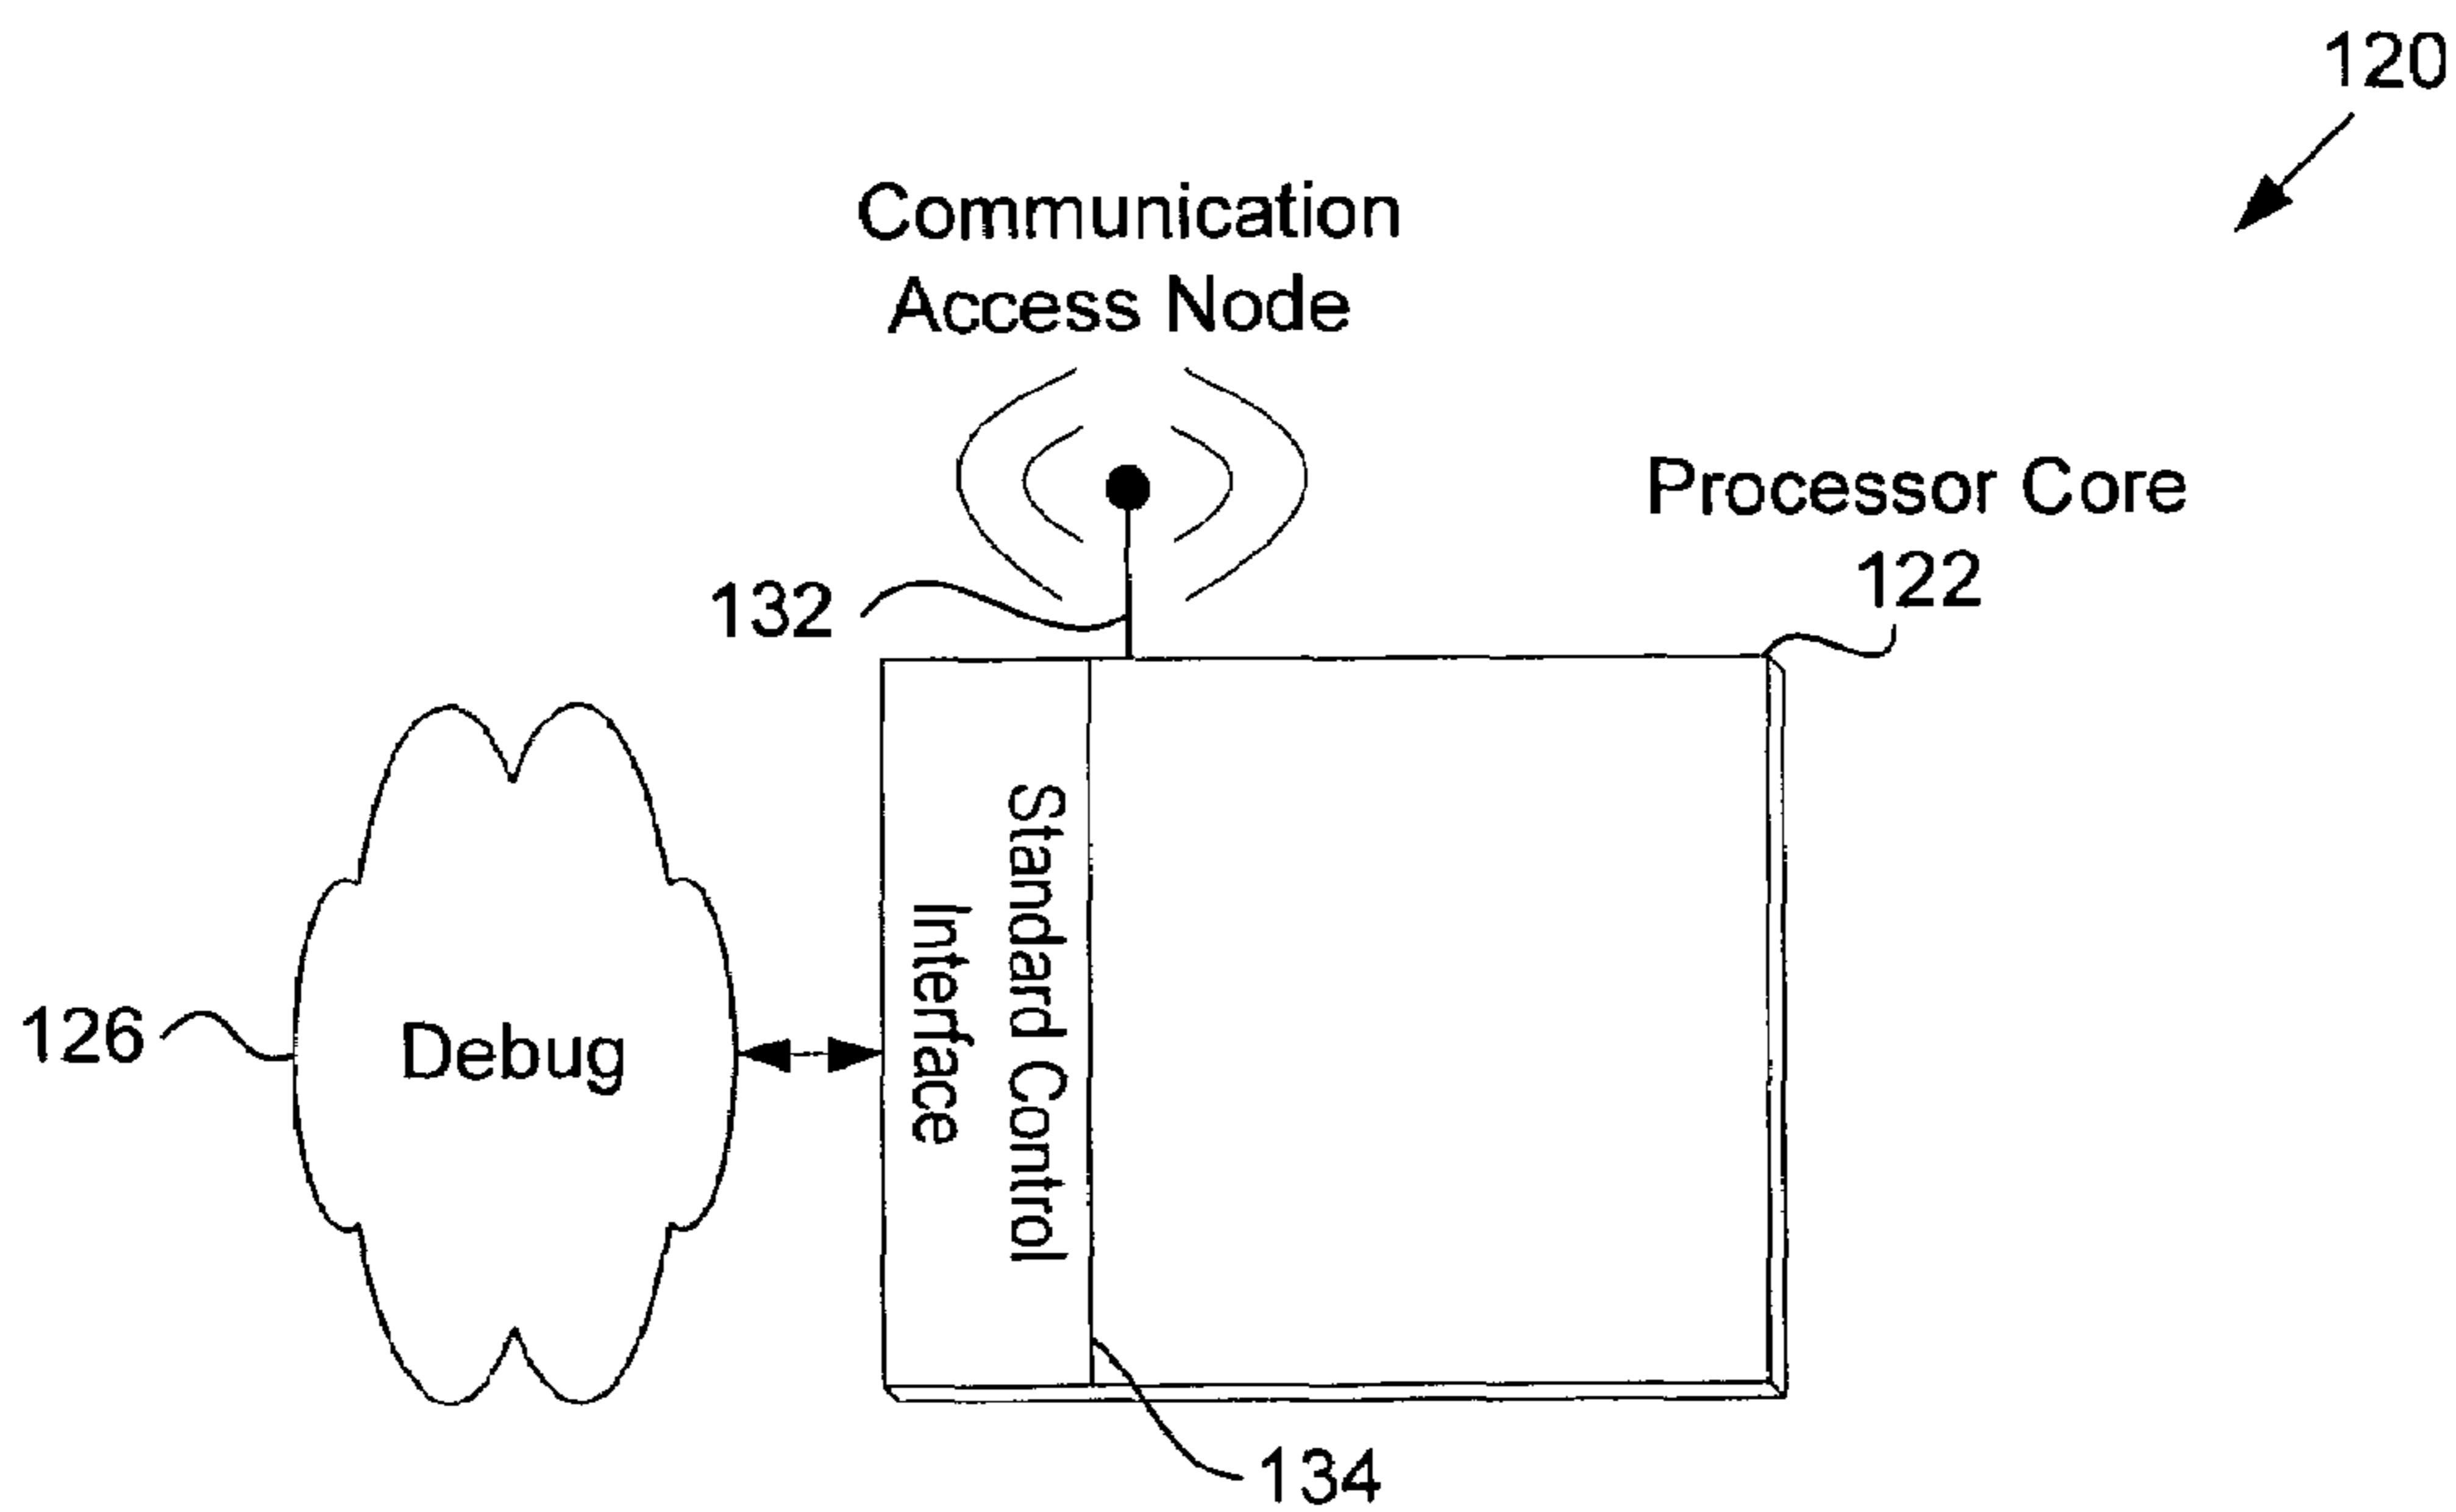 120
Communication
Access Node
Processor Core
122
132
Standard Control
Interface
126
Debug
134